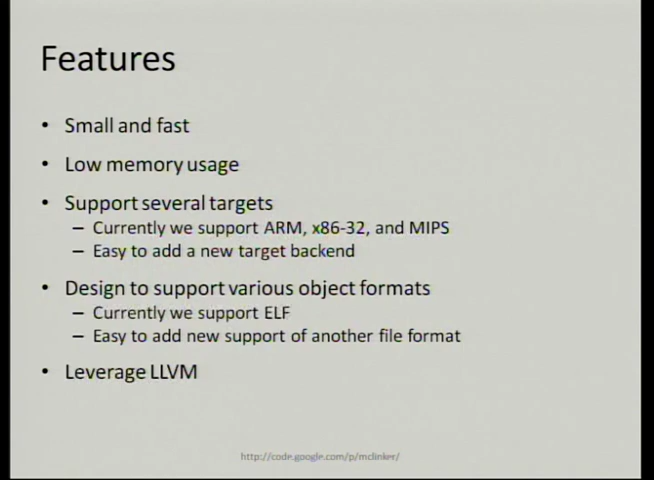 Features
• Small and fast
• Low memory usage
• Support several targets
– Currently we support ARM, x86-32, and MIPS
– Easy to add a new target backend
• Design to support various object formats
– Currently we support ELF
– Easy to add new support of another file format
• Leverage LLVM
http://code.google.com/p/mclinker/